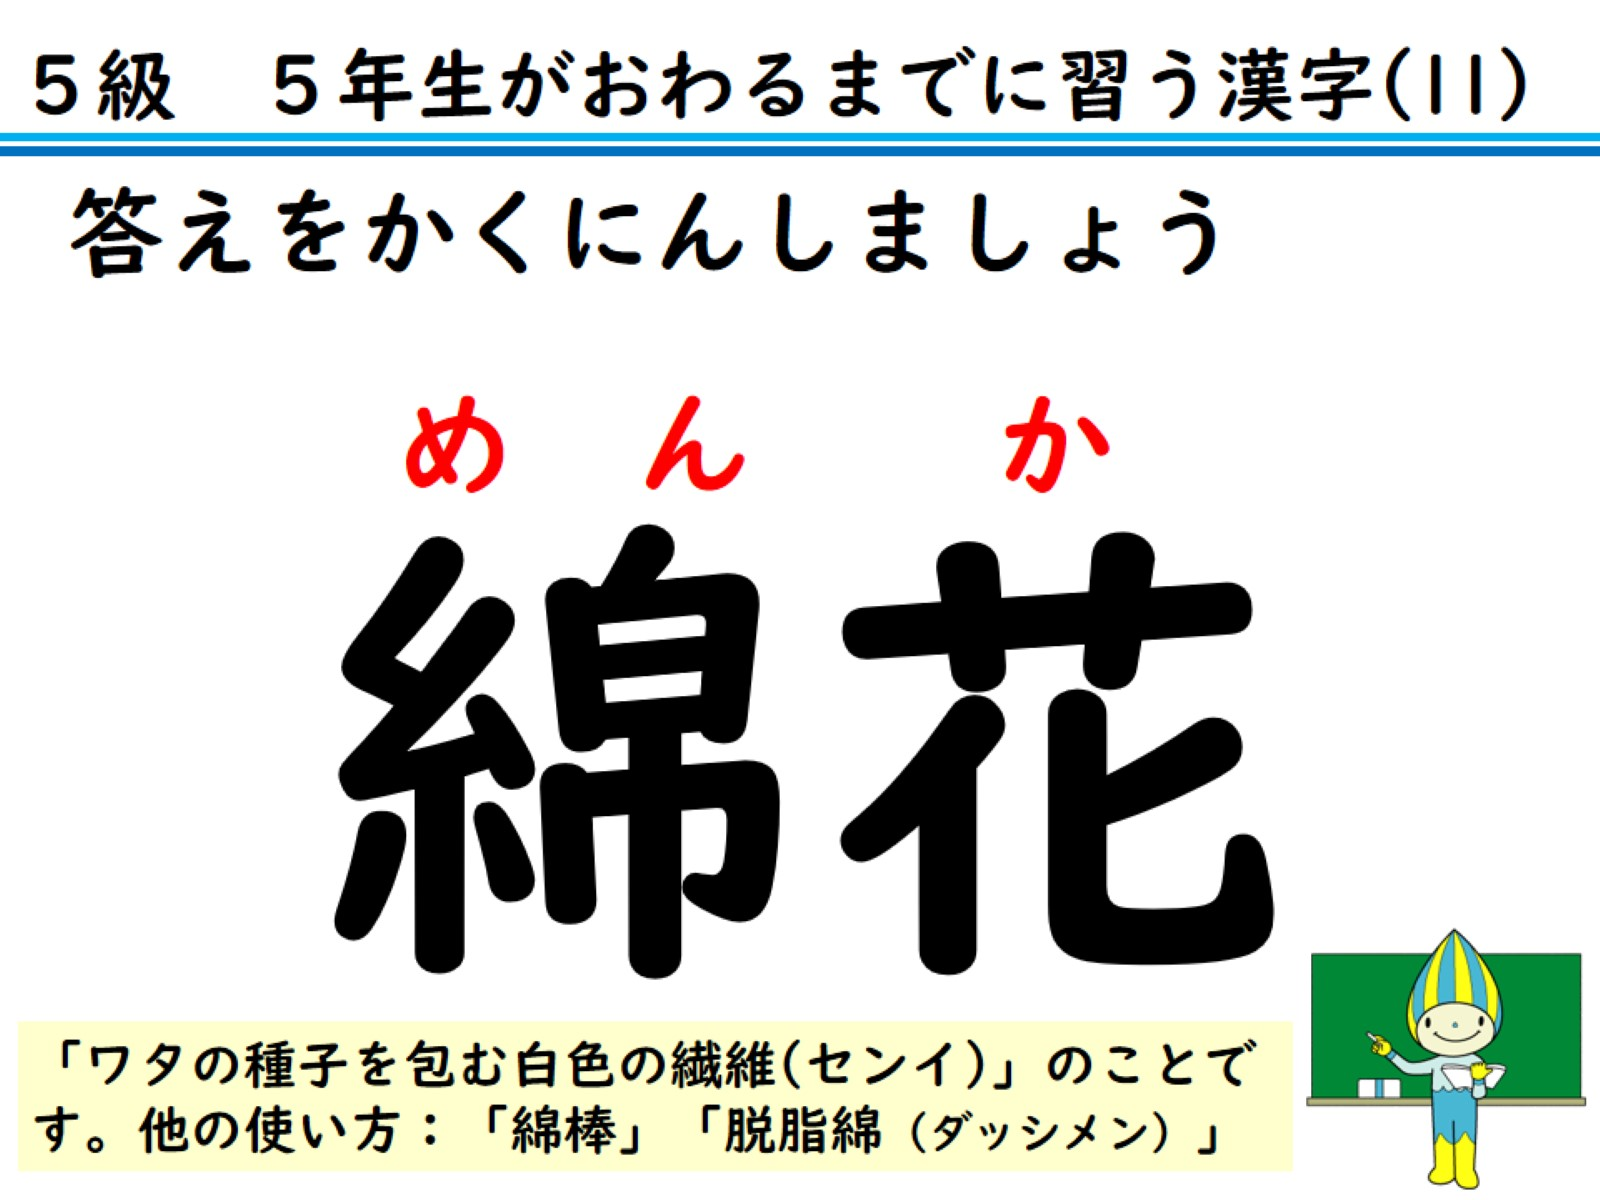 ５級　５年生がおわるまでに習う漢字(11)
答えをかくにんしましょう
めんか
綿花
「ワタの種子を包む白色の繊維(センイ)」のことで
す。他の使い方：「綿棒」「脱脂綿（ダッシメン）」